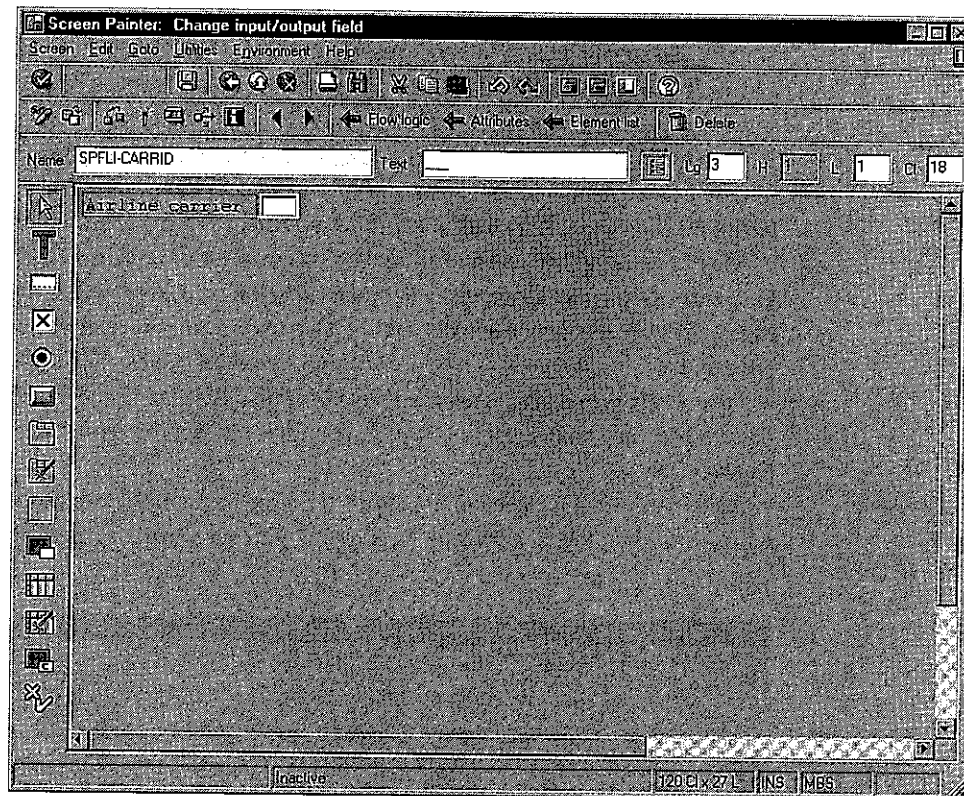 Screen Painter: Change input/output field
Screen Edit Goto Utilities Environment Help
Flow logic Attributes Element list Delete
Name SPFLI-CARRID Text ___ Lg 3 H 1 L 1 Cl. 18
Airline carrier
Inactive 120 Cl x 27 L INS MBS